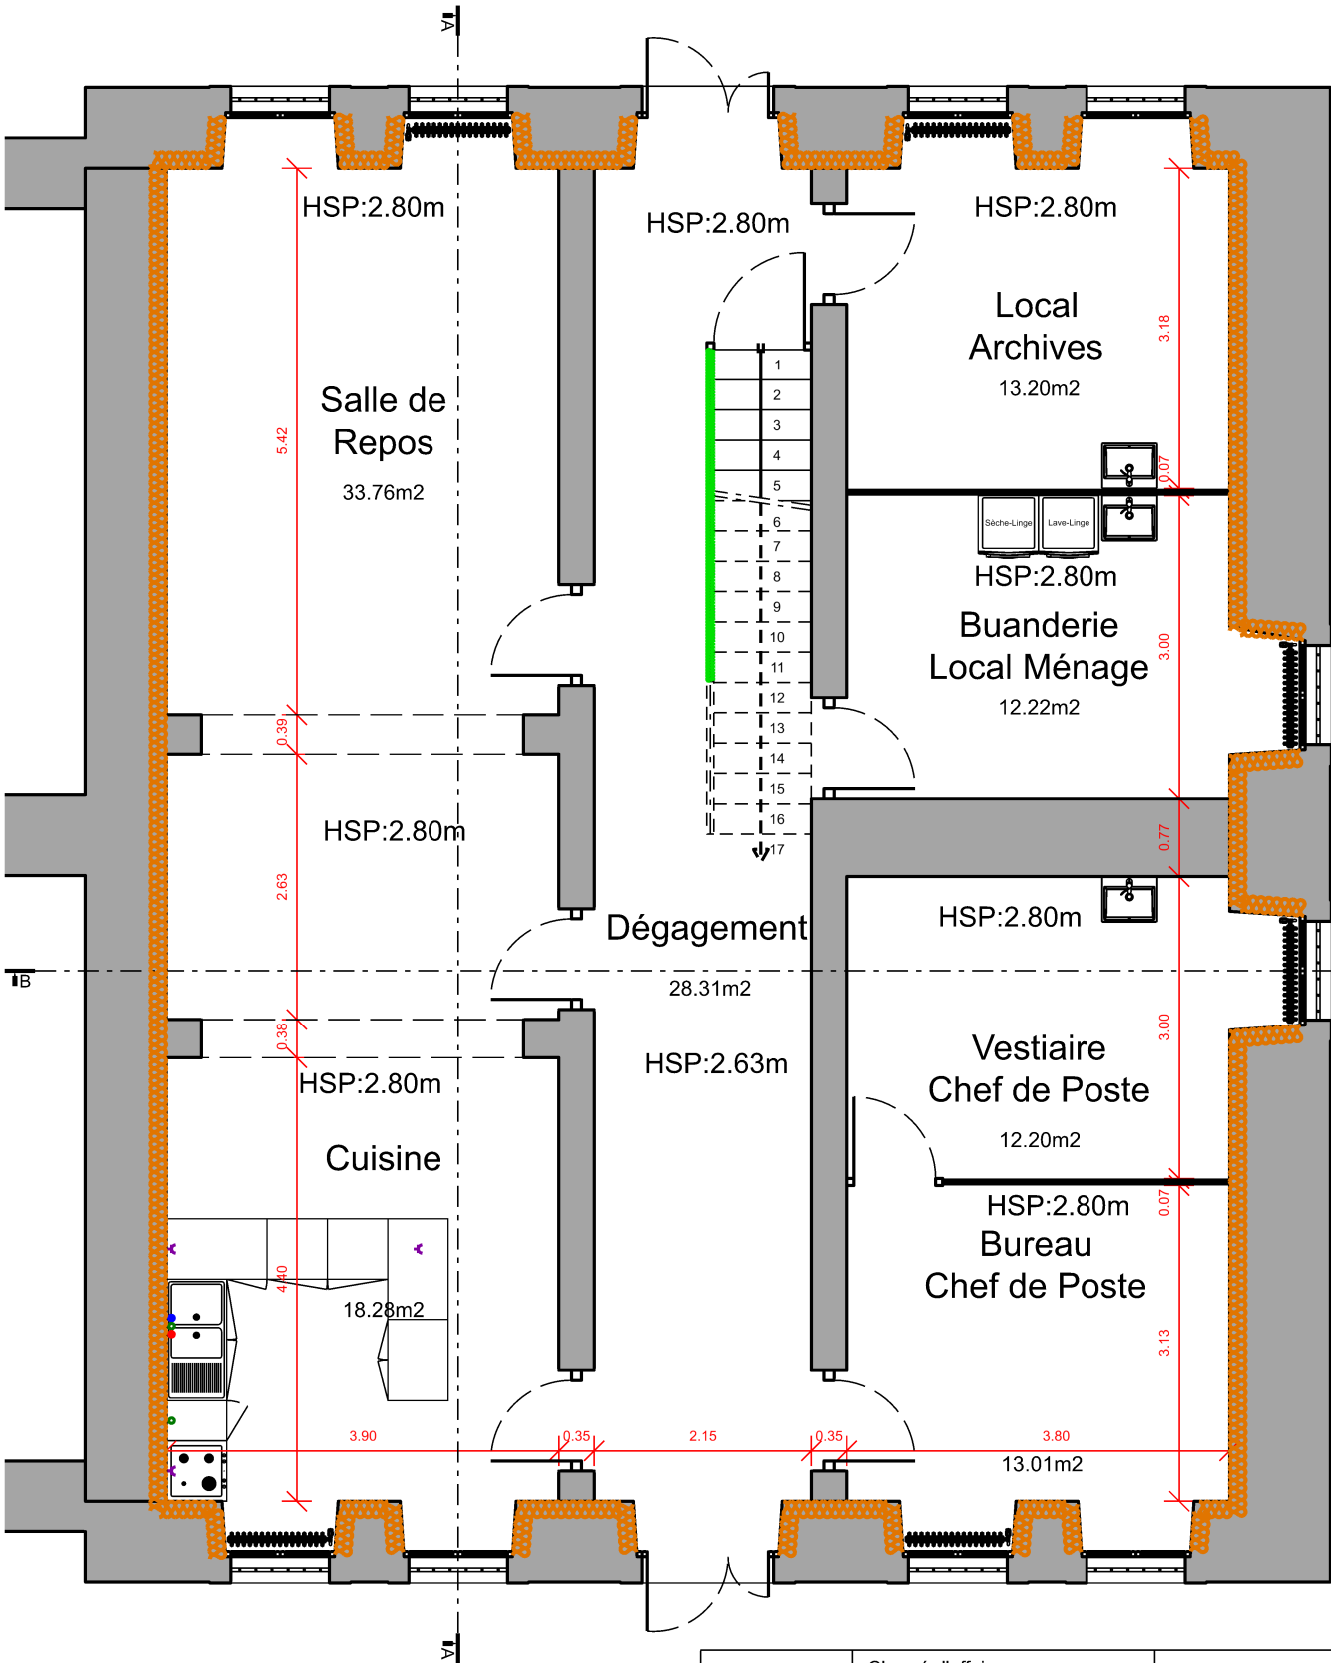 A
HSP:2.80m
HSP:2.80m
HSP:2.80m
Local
Archives
13.20m2
3.18
Salle de
Repos
33.76m2
5.42
1
2
3
4
5
6
7
8
9
10
11
12
13
14
15
16
17
0.07
Sèche-Linge
Lave-Linge
HSP:2.80m
Buanderie
Local Ménage
12.22m2
3.00
0.39
HSP:2.80m
2.63
0.77
Dégagement
28.31m2
HSP:2.80m
B
0.38
HSP:2.80m
HSP:2.63m
Vestiaire
Chef de Poste
12.20m2
3.00
Cuisine
18.28m2
4.40
0.07
HSP:2.80m
Bureau
Chef de Poste
3.13
3.90
0.35
2.15
0.35
3.80
13.01m2
A